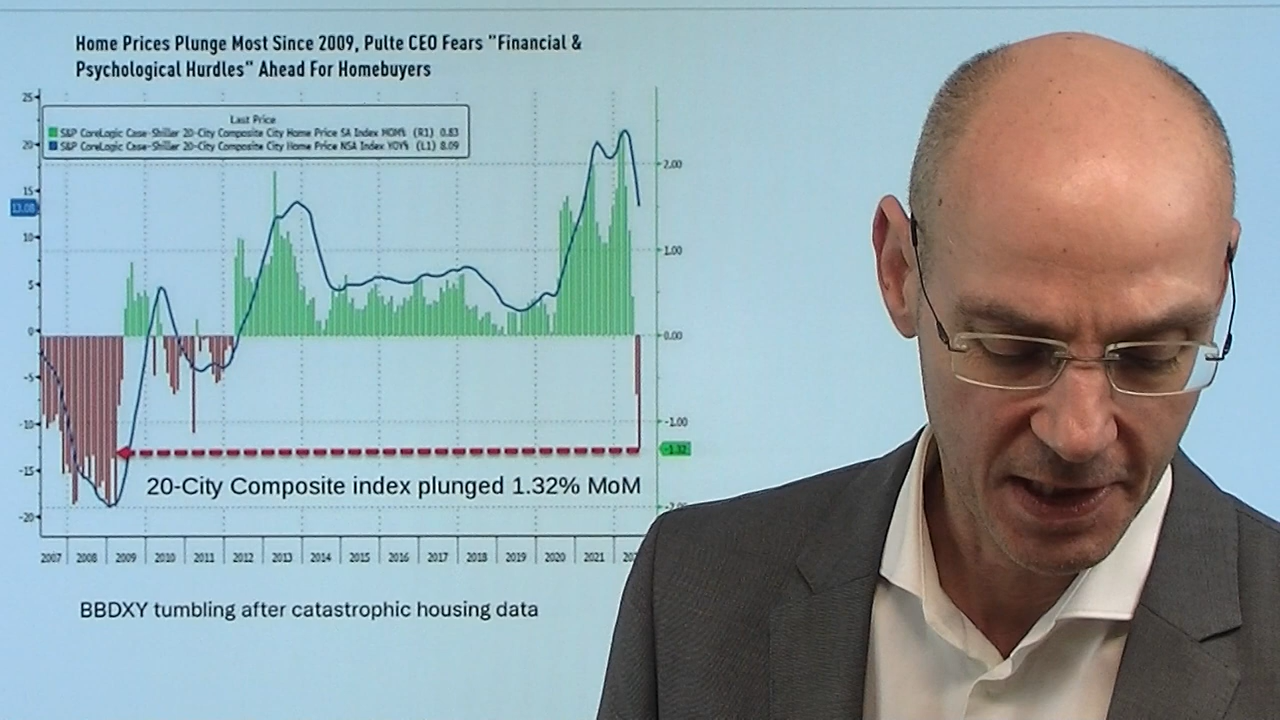 Home Prices Plunge Most Since 2009, Pulte CEO Fears "Financial &
Psychological Hurdles" Ahead For Homebuyers
25
Last Price
S&P CoreLogic Case-Shiller 20-City Composite City Home Price SA Index MOM% (R1) 0.83
S&P CoreLogic Case-Shiller 20-City Composite City Home Price NSA Index YOY% (L1) 8.09
20
2.00
15
13.08
10
1.00
5
0
0.00
-5
-10
-1.00
-1.32
-15
20-City Composite index plunged 1.32% MoM
-20
2007 2008 2009 2010 2011 2012 2013 2014 2015 2016 2017 2018 2019 2020 2021
BBDXY tumbling after catastrophic housing data